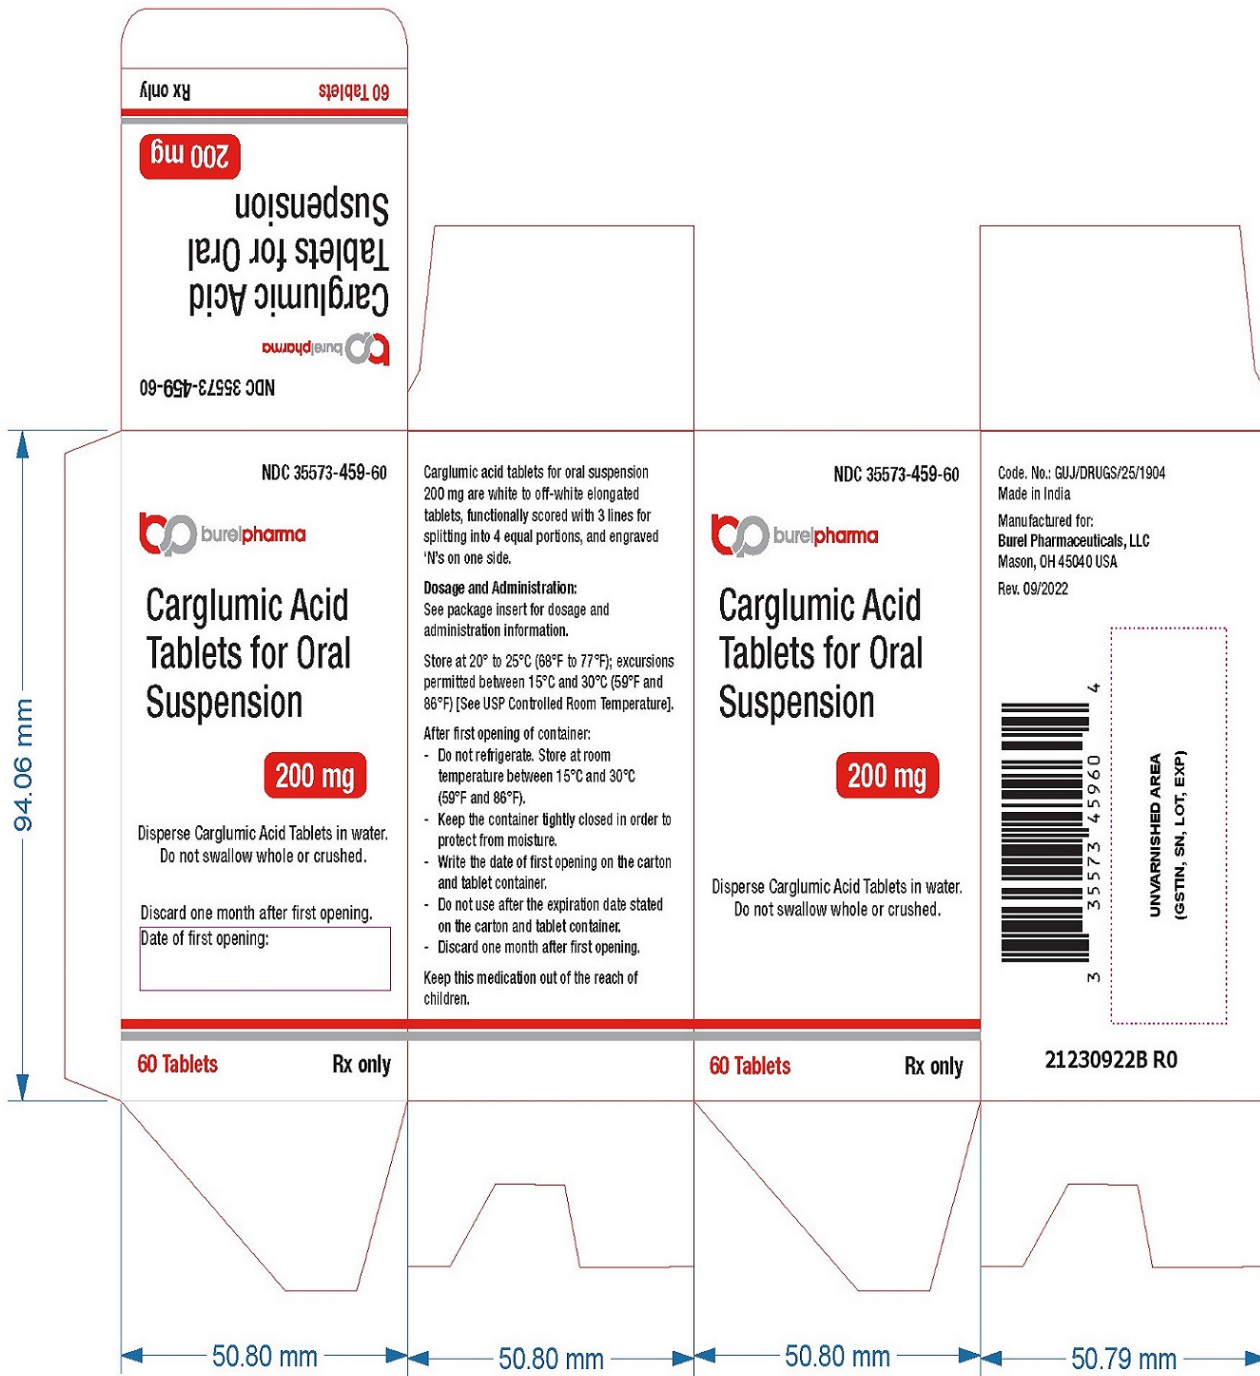 Rx only
60 Tablets
200 mg
Carglumic Acid
Tablets for Oral
Suspension
burelpharma
NDC 35573-459-60
94.06 mm
NDC 35573-459-60
burelpharma
Carglumic Acid
Tablets for Oral
Suspension
200 mg
Disperse Carglumic Acid Tablets in water.
Do not swallow whole or crushed.
Discard one month after first opening.
Date of first opening:
60 Tablets
Rx only
Carglumic acid tablets for oral suspension
200 mg are white to off-white elongated
tablets, functionally scored with 3 lines for
splitting into 4 equal portions, and engraved
‘N’s on one side.
Dosage and Administration:
See package insert for dosage and
administration information.
Store at 20° to 25°C (68°F to 77°F); excursions
permitted between 15°C and 30°C (59°F and
86°F) [See USP Controlled Room Temperature].
After first opening of container:
- Do not refrigerate. Store at room
temperature between 15°C and 30°C
(59°F and 86°F).
- Keep the container tightly closed in order to
protect from moisture.
- Write the date of first opening on the carton
and tablet container.
- Do not use after the expiration date stated
on the carton and tablet container.
- Discard one month after first opening.
Keep this medication out of the reach of
children.
NDC 35573-459-60
burelpharma
Carglumic Acid
Tablets for Oral
Suspension
200 mg
Disperse Carglumic Acid Tablets in water.
Do not swallow whole or crushed.
60 Tablets
Rx only
Code. No.: GUJ/DRUGS/25/1904
Made in India
Manufactured for:
Burel Pharmaceuticals, LLC
Mason, OH 45040 USA
Rev. 09/2022
3 35573 45960 4
UNVARNISHED AREA
(GSTIN, SN, LOT, EXP)
21230922B R0
50.80 mm
50.80 mm
50.80 mm
50.79 mm